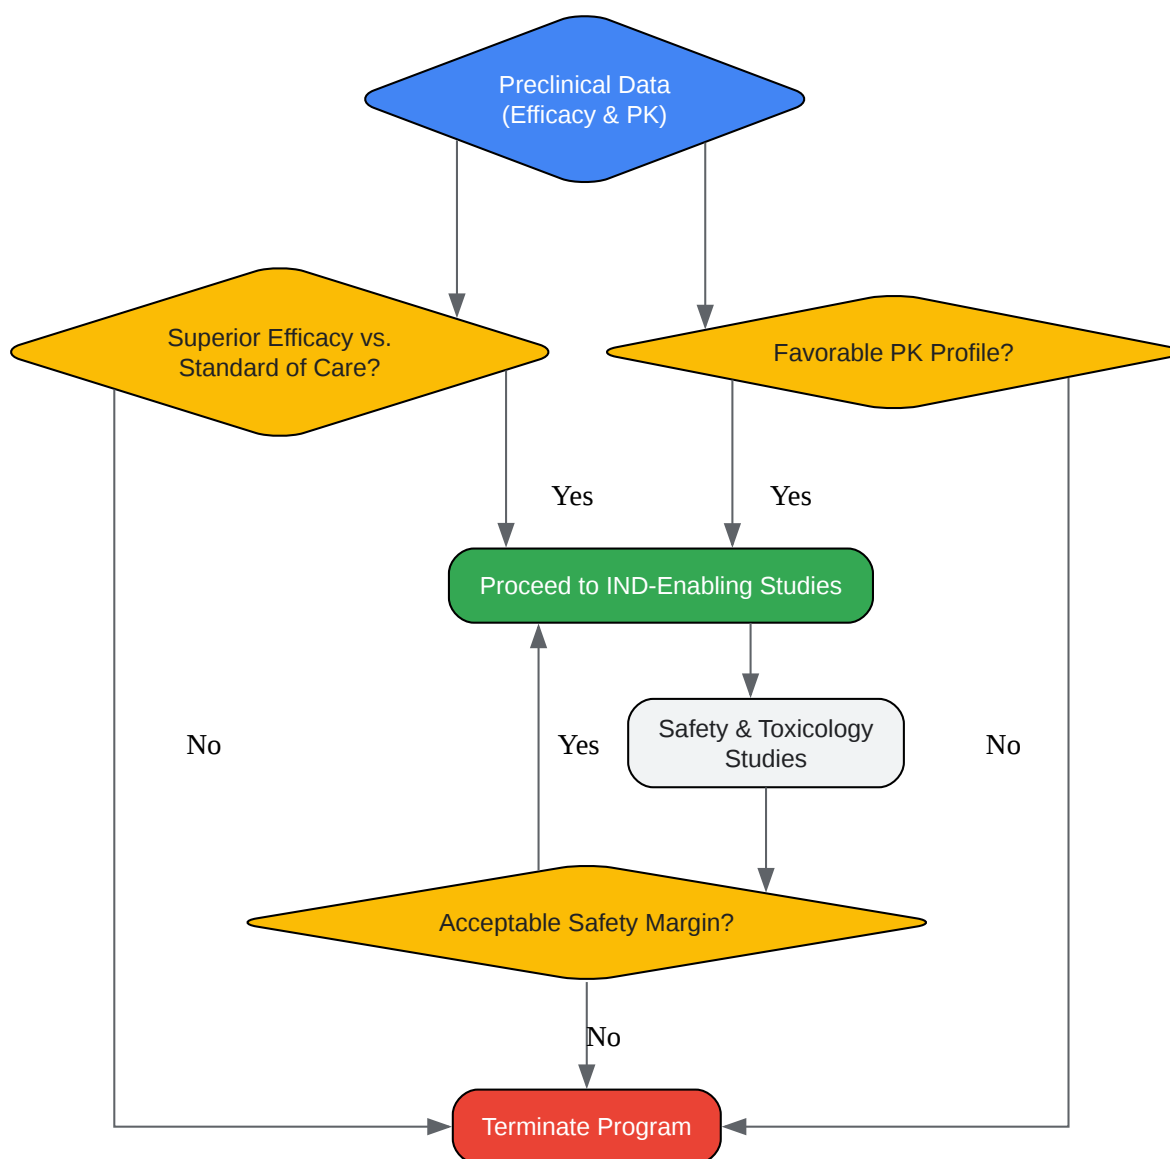 Preclinical Data
(Efficacy & PK)
Superior Efficacy vs.
Standard of Care?
Favorable PK Profile?
Yes
Yes
Proceed to IND-Enabling Studies
Safety & Toxicology
Studies
No
Yes
No
Acceptable Safety Margin?
No
Terminate Program